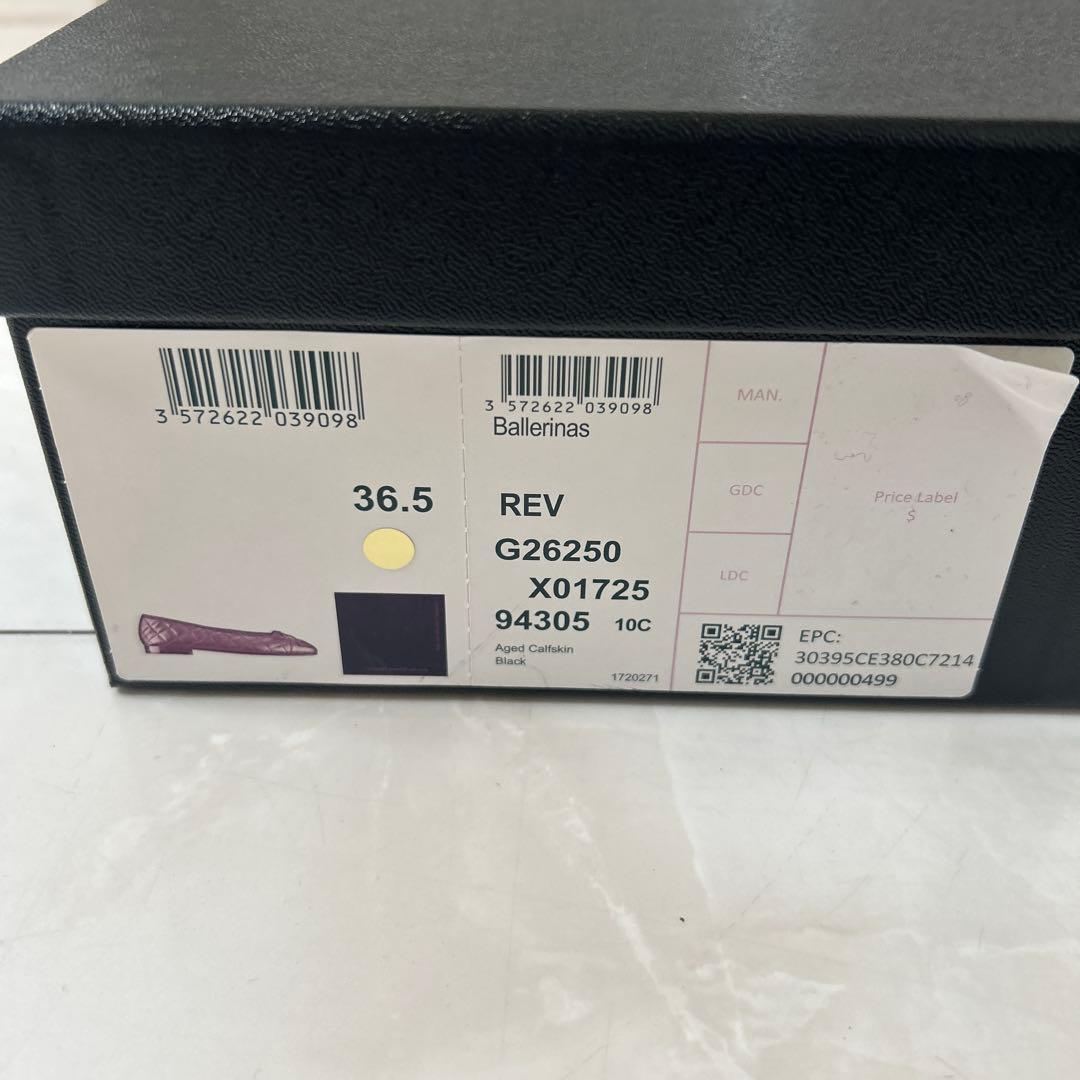 3 572622 039098
36.5
3 572622 039098
Ballerinas
REV
G26250
X01725
94305 10C
Aged Calfskin
Black
1720271
MAN.
GDC
LDC
Price Label
$
EPC:
30395CE380C7214
000000499